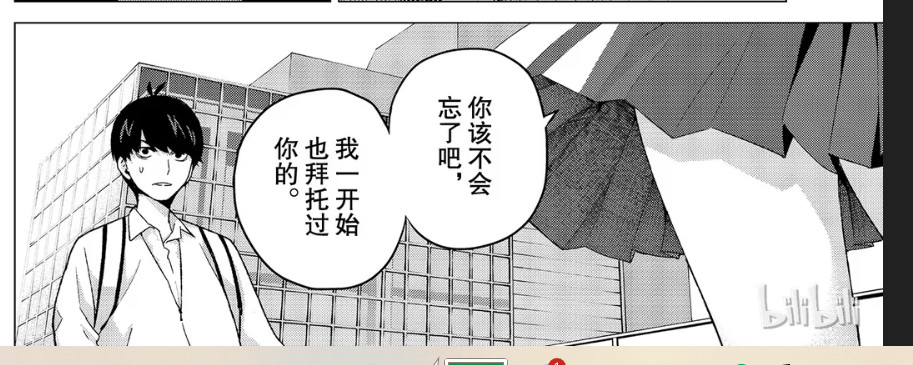 你该不会
忘了吧，
我一开始
也拜托过
你的。
bilibili